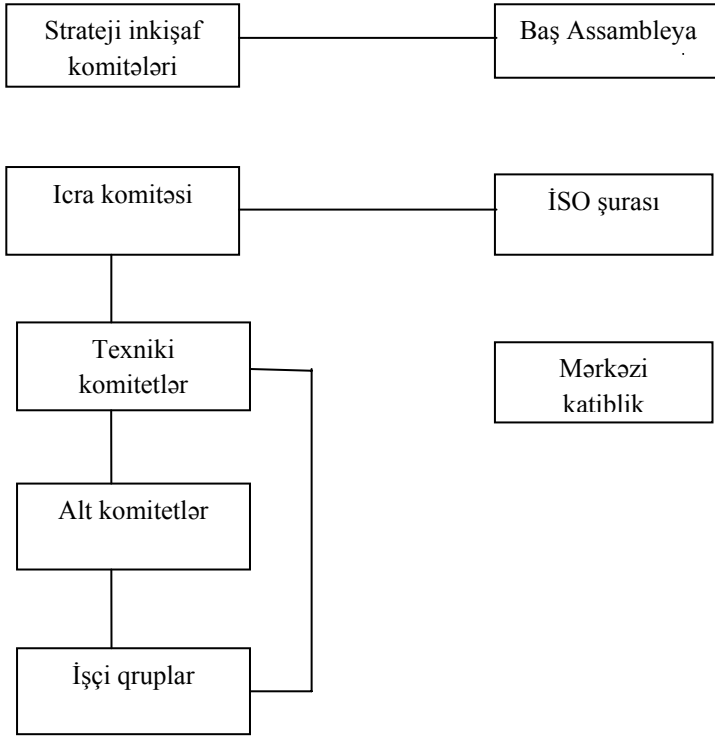 Strateji inkişaf
komitələri
Baş Assambleya
Icra komitəsi
İSO şurası
Texniki
komitetlər
Mərkəzi
katiblik
Alt komitetlər
İşçi qruplar